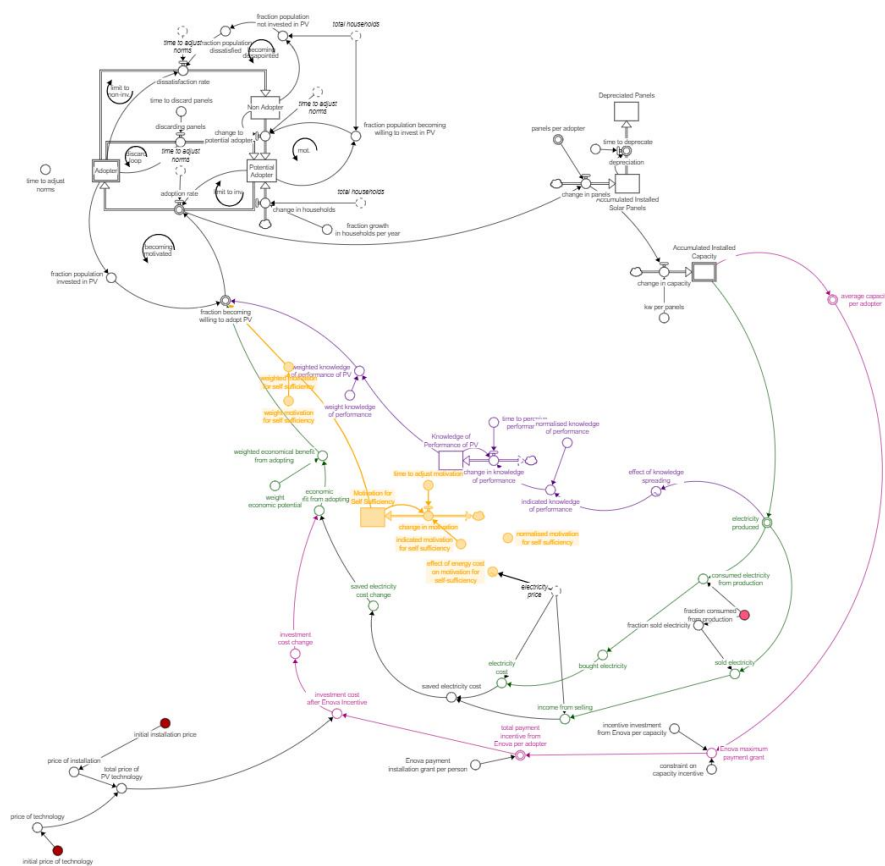 fraction population
not invested in PV
total households
time to adjust
norms
fraction population
dissatisfied
becoming
dissapointed
dissatisfaction rate
limit to
non-inv.
time to discard panels
Non Adopter
time to adjust
norms
discarding panels
change to
potential adopter
fraction population becoming
willing to invest in PV
discard
loop
time to adjust
norms
mot.
Adopter
Potential
Adopter
time to adjust
norms
adoption rate
limit to inv.
total households
change in households
fraction growth
in households per year
becoming
motivated
fraction population
invested in PV
fraction becoming
willing to adopt PV
Depreciated Panels
panels per adopter
time to deprecate
depreciation
change in panels
Accumulated Installed
Solar Panels
Accumulated Installed
Capacity
change in capacity
kw per panels
average capaci
per adopter
weighted knowledge
of performance of PV
weighted motivation
for self sufficiency
weight knowledge
of performance
weight motivation
for self sufficiency
time to perceive
performance
normalised knowledge
of performance
Knowledge of
Performance of PV
weighted economical benefit
from adopting
change in knowledge
of performance
effect of knowledge
spreading
time to adjust motivation
indicated knowledge
of performance
weight
economic potential
economic
fit from adopting
Motivation for
Self Sufficiency
change in motivation
electricity
produced
indicated motivation
for self sufficiency
normalised motivation
for self sufficiency
effect of energy cost
on motivation for
self-sufficiency
electricity
price
consumed electricity
from production
saved electricity
cost change
fraction consumed
from production
fraction sold electricity
investment
cost change
electricity
cost
bought electricity
sold electricity
saved electricity cost
investment cost
after Enova Incentive
income from selling
initial installation price
total payment
incentive from
Enova per adopter
incentive investment
from Enova per capacity
Enova maximum
payment grant
price of installation
total price of
PV technology
Enova payment
installation grant per person
constraint on
capacity incentive
price of technology
initial price of technology